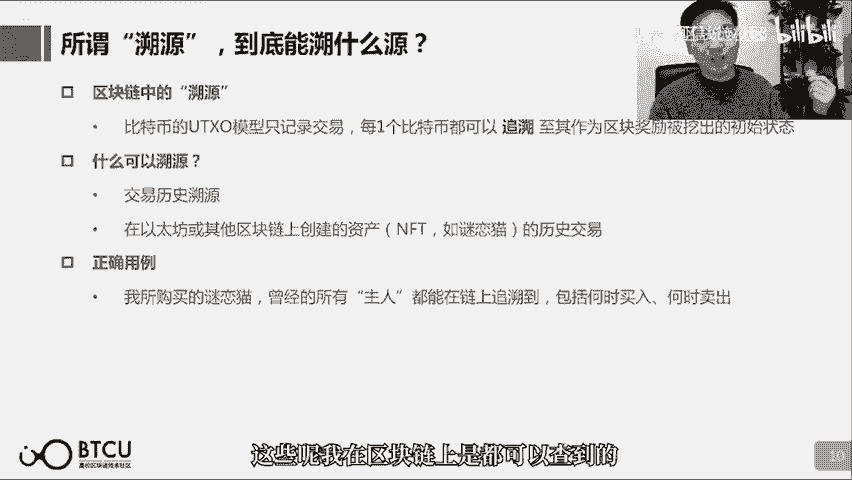 所谓“溯源”，到底能溯什么源？
bilibili
区块链中的“溯源”
比特币的UTXO模型只记录交易，每1个比特币都可以 追溯 至其作为区块奖励被挖出的初始状态
什么可以溯源？
交易历史溯源
在以太坊或其他区块链上创建的资产（NFT，如谜恋猫）的历史交易
正确用例
我所购买的谜恋猫，曾经的所有“主人”都能在链上追溯到，包括何时买入、何时卖出
BTCU
高校区块链技术社区
这些呢我在区块链上是都可以查到的
10